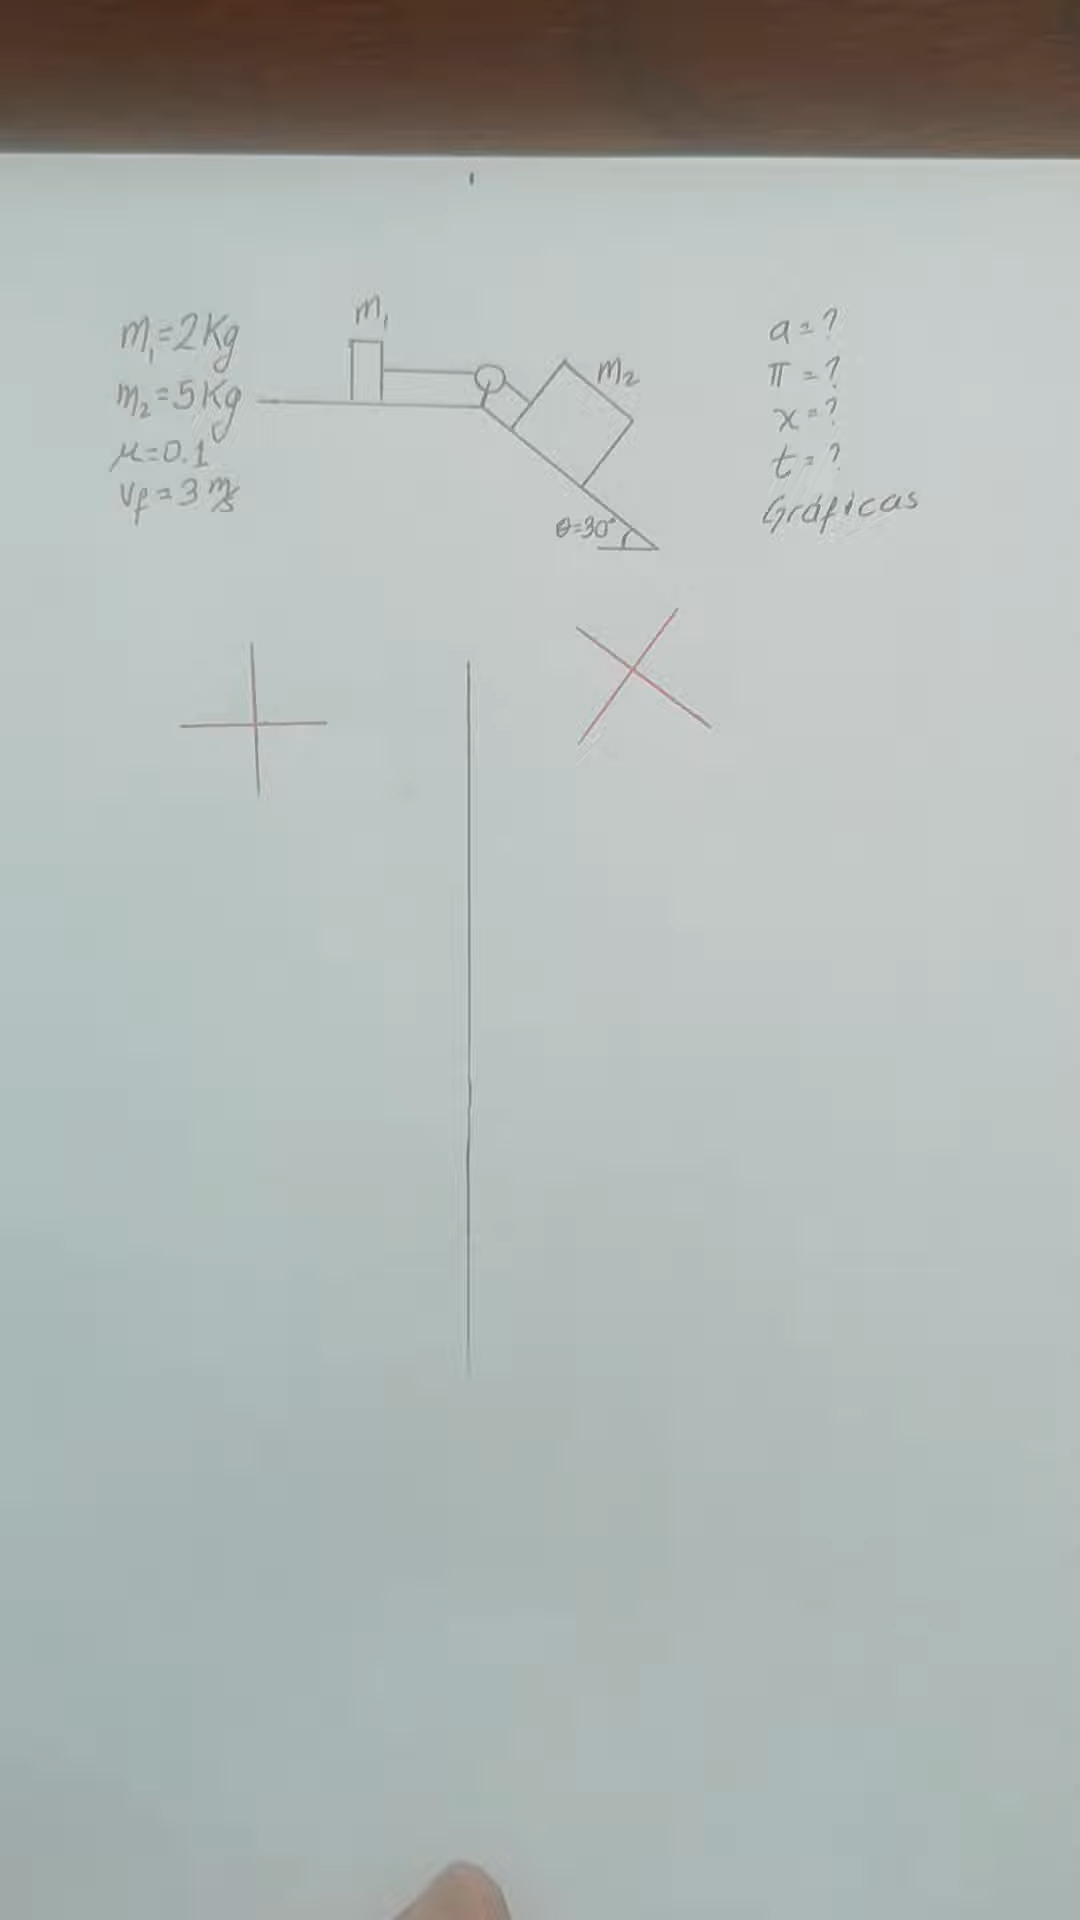 m₁=2Kg
m₂=5Kg
μ=0.1
Vf=3 m/s
m₁
m₂
θ=30°
a=?
π=?
x=?
t=?
Gráficas